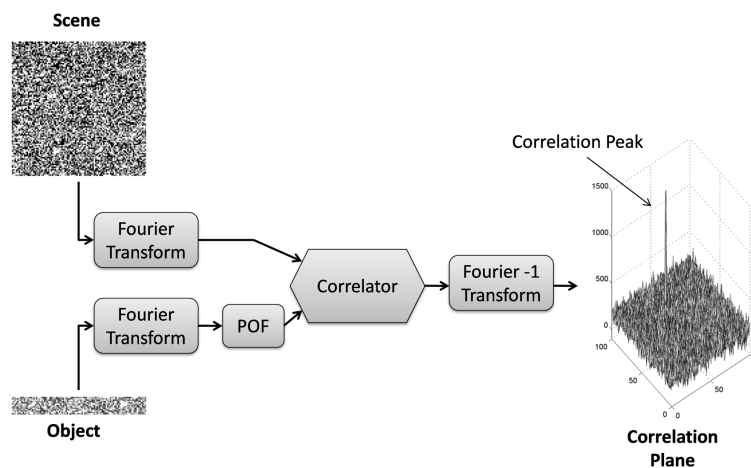 Scene
Correlation Peak
Fourier
Transform
Fourier
Transform
POF
Correlator
Fourier -1
Transform
1500
1000
500
0
100
50
0
0
50
Object
Correlation
Plane